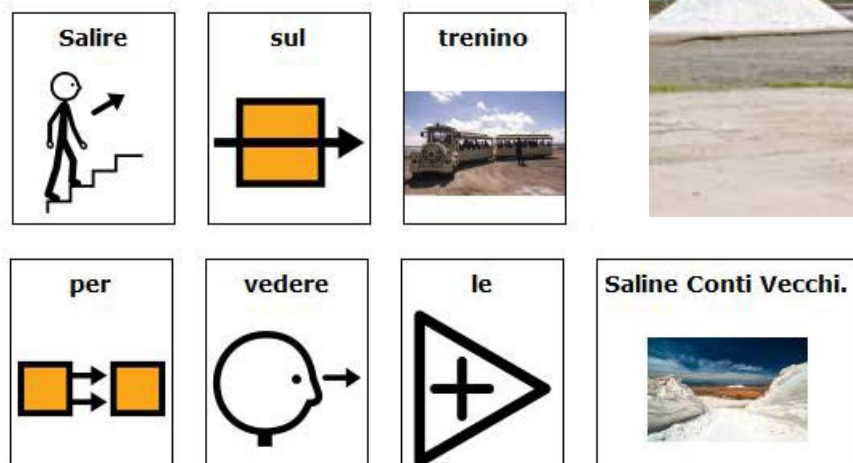 Salire sul trenino
per vedere le Saline Conti Vecchi.